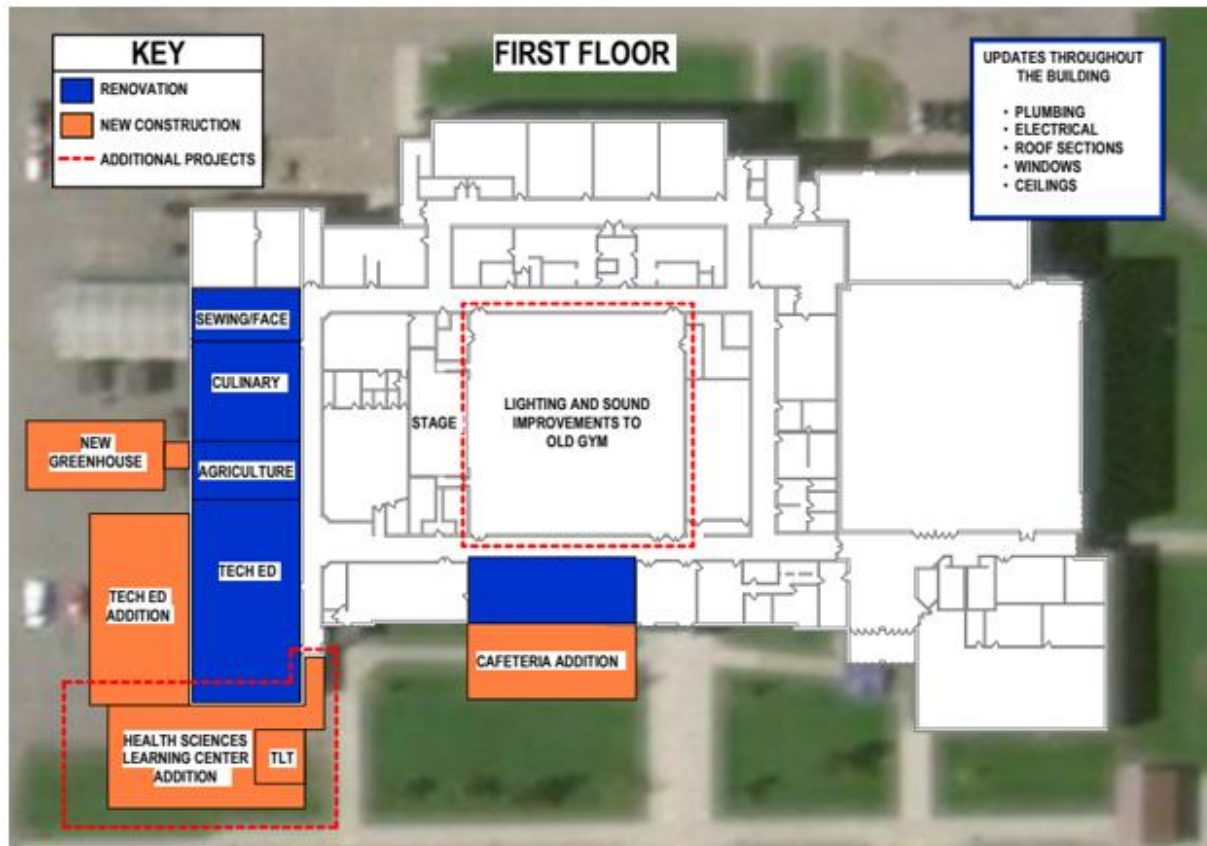 KEY
RENOVATION
NEW CONSTRUCTION
ADDITIONAL PROJECTS
FIRST FLOOR
UPDATES THROUGHOUT
THE BUILDING
• PLUMBING
• ELECTRICAL
• ROOF SECTIONS
• WINDOWS
• CEILINGS
SEWING/FACE
CULINARY
STAGE
LIGHTING AND SOUND
IMPROVEMENTS TO
OLD GYM
NEW
GREENHOUSE
AGRICULTURE
TECH ED
TECH ED
ADDITION
CAFETERIA ADDITION
HEALTH SCIENCES
LEARNING CENTER
ADDITION
TLT